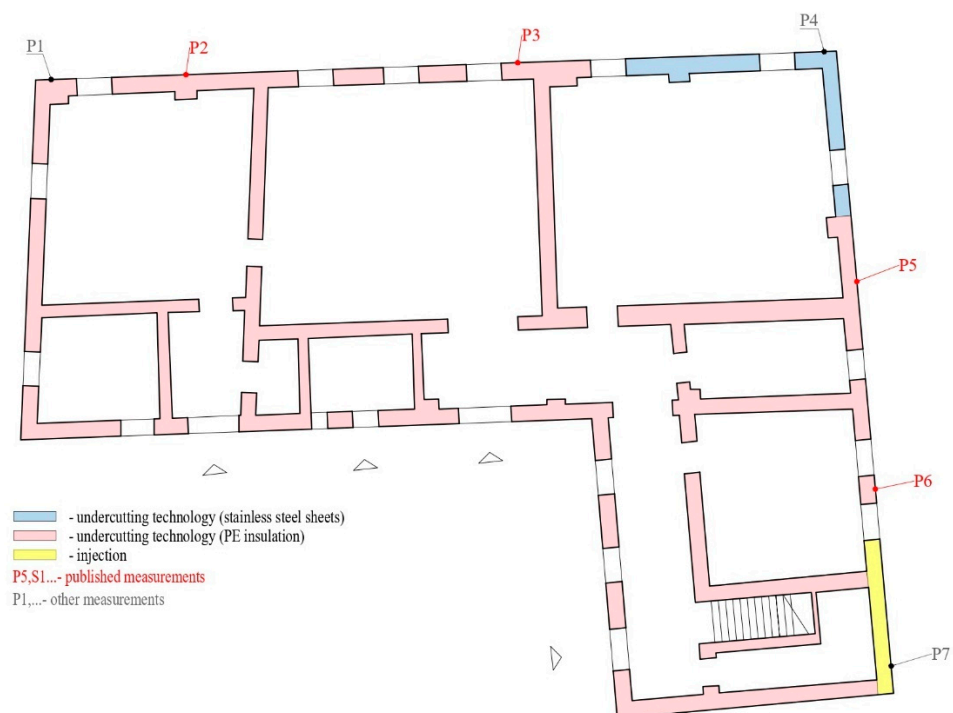 P1
P2
P3
P4
P5
P6
P7
- undercutting technology (stainless steel sheets)
- undercutting technology (PE insulation)
- injection
P5,S1...- published measurements
P1,...- other measurements